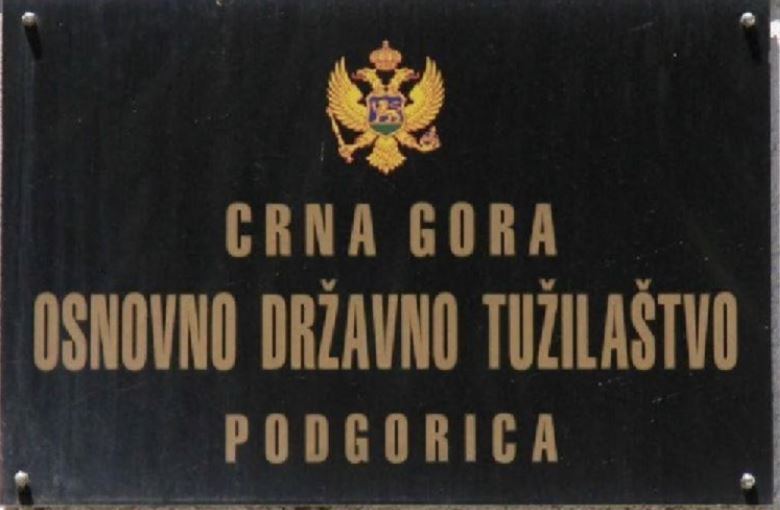 CRNA GORA
OSNOVNO DRŽAVNO TUŽILAŠTVO
PODGORICA